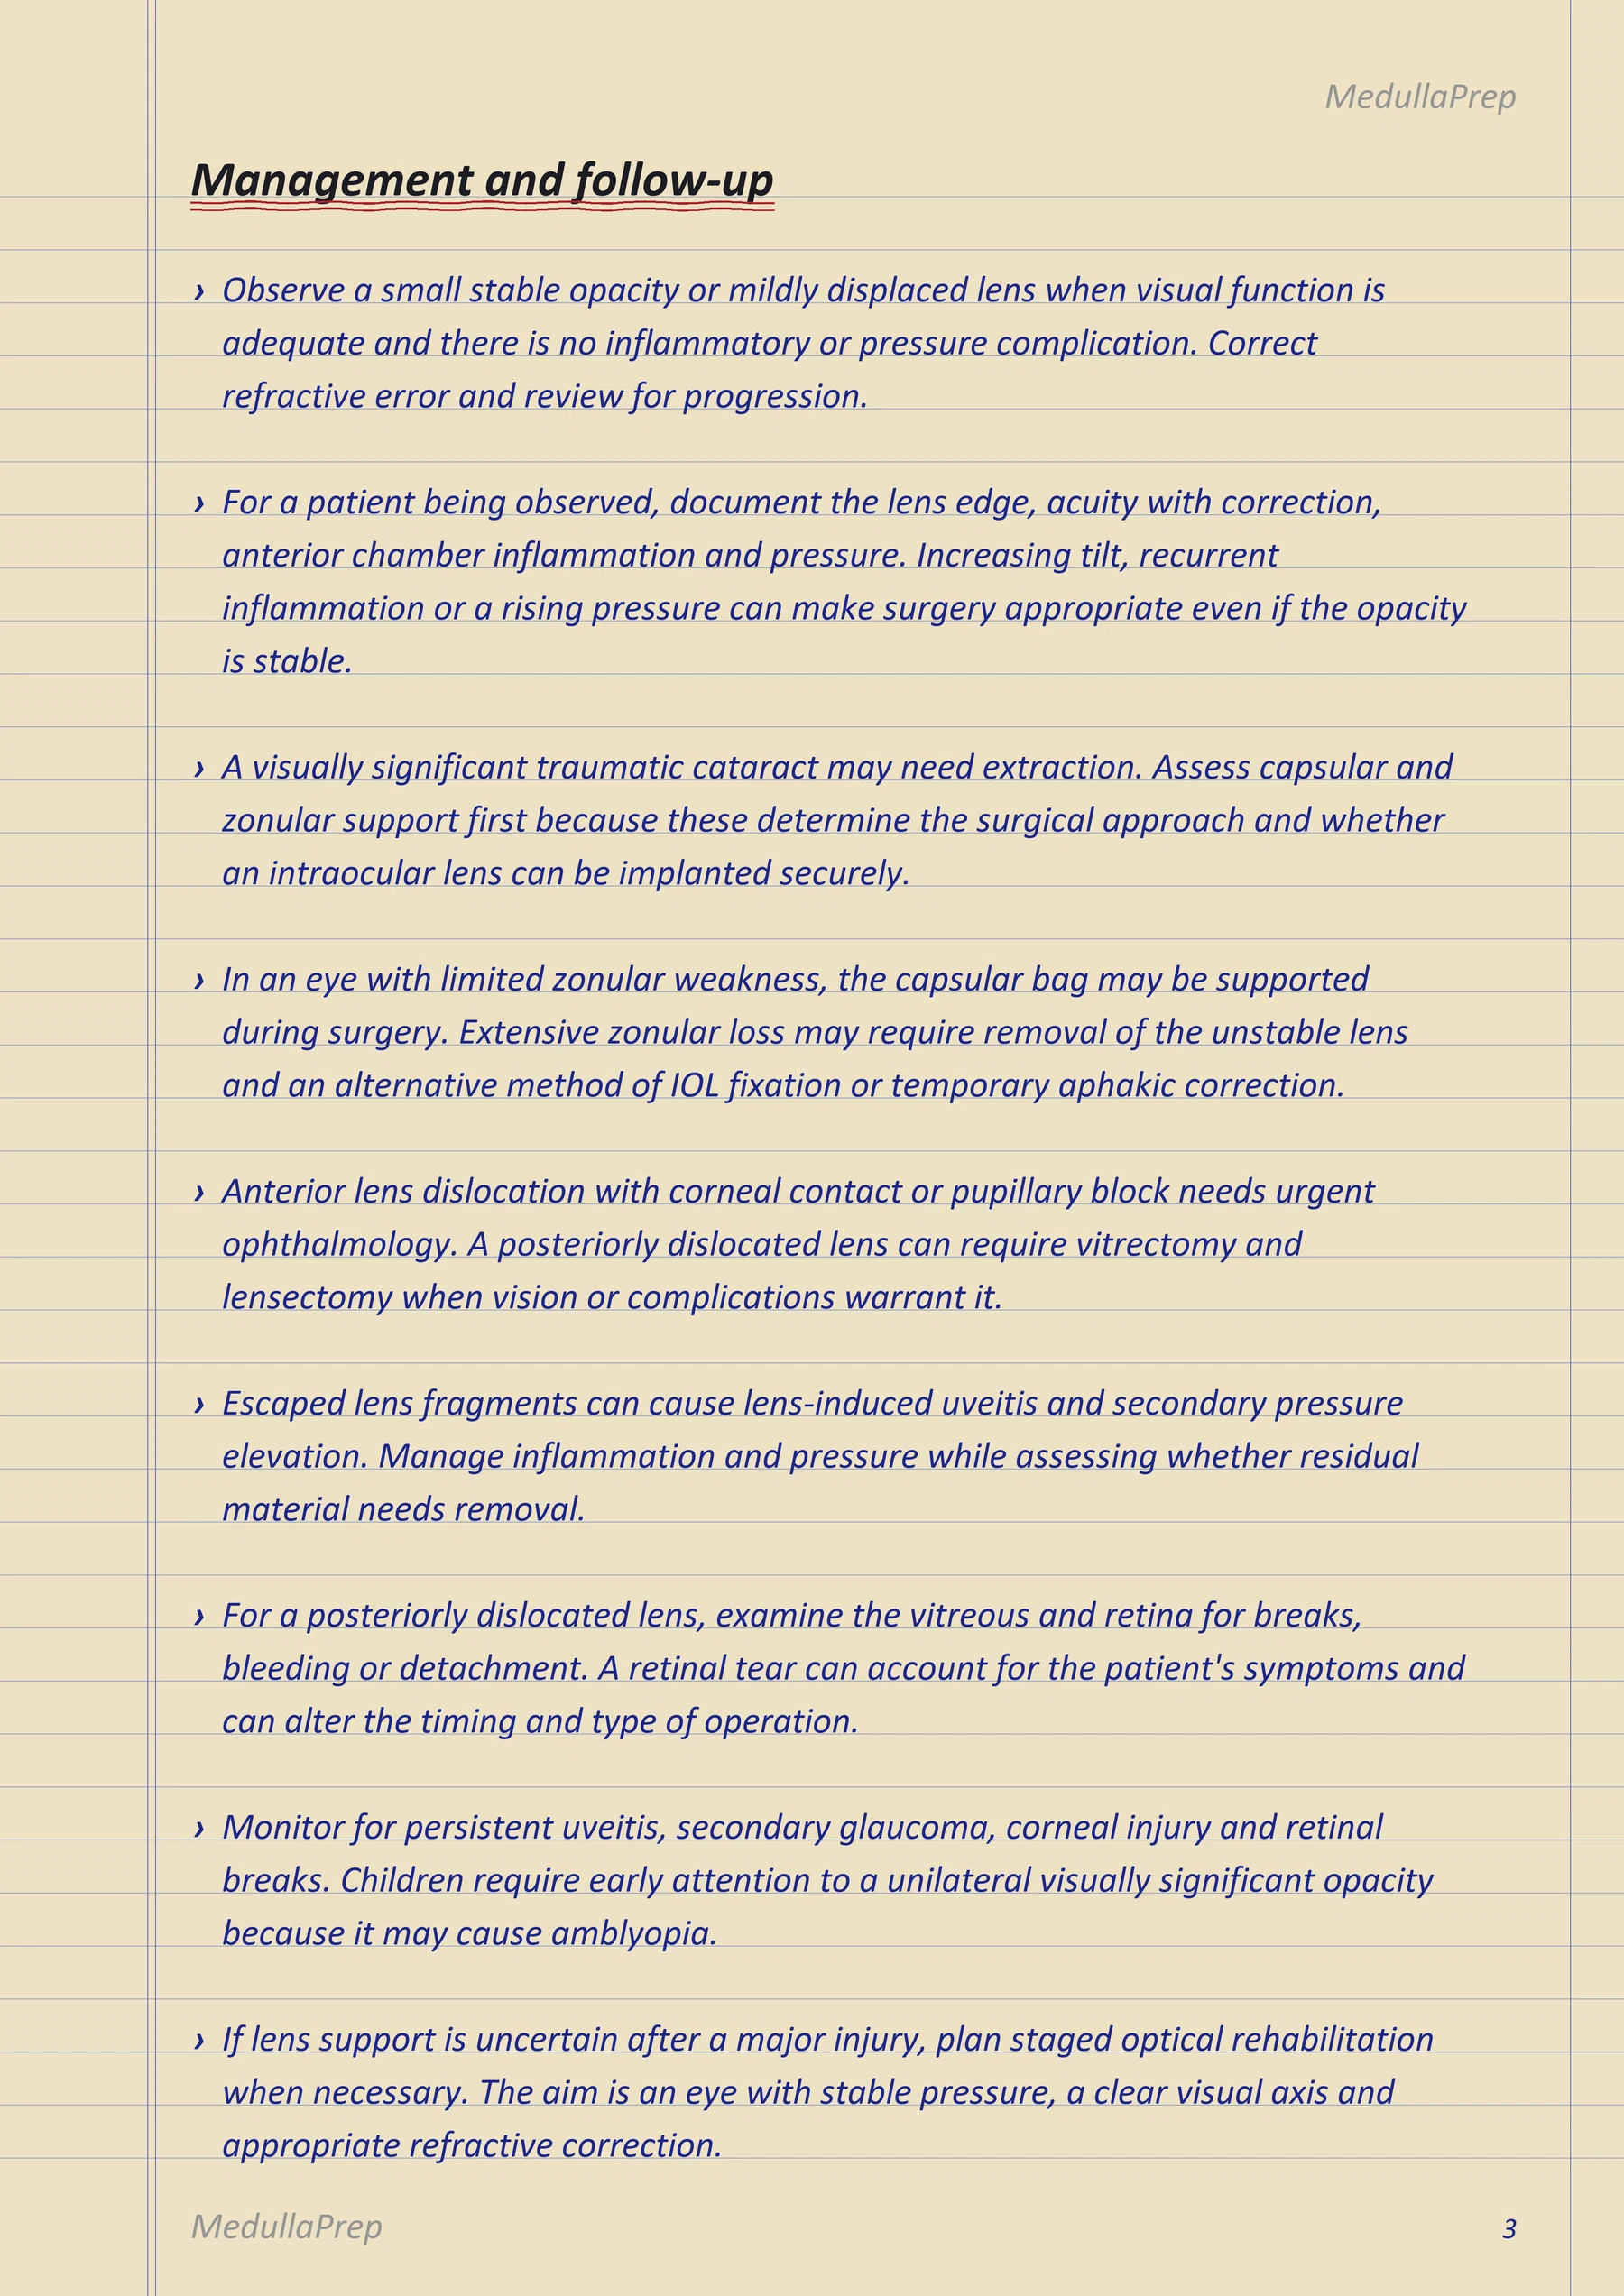 MedullaPrep
Management and follow-up
› Observe a small stable opacity or mildly displaced lens when visual function is
adequate and there is no inflammatory or pressure complication. Correct
refractive error and review for progression.
› For a patient being observed, document the lens edge, acuity with correction,
anterior chamber inflammation and pressure. Increasing tilt, recurrent
inflammation or a rising pressure can make surgery appropriate even if the opacity
is stable.
› A visually significant traumatic cataract may need extraction. Assess capsular and
zonular support first because these determine the surgical approach and whether
an intraocular lens can be implanted securely.
› In an eye with limited zonular weakness, the capsular bag may be supported
during surgery. Extensive zonular loss may require removal of the unstable lens
and an alternative method of IOL fixation or temporary aphakic correction.
› Anterior lens dislocation with corneal contact or pupillary block needs urgent
ophthalmology. A posteriorly dislocated lens can require vitrectomy and
lensectomy when vision or complications warrant it.
› Escaped lens fragments can cause lens-induced uveitis and secondary pressure
elevation. Manage inflammation and pressure while assessing whether residual
material needs removal.
› For a posteriorly dislocated lens, examine the vitreous and retina for breaks,
bleeding or detachment. A retinal tear can account for the patient's symptoms and
can alter the timing and type of operation.
› Monitor for persistent uveitis, secondary glaucoma, corneal injury and retinal
breaks. Children require early attention to a unilateral visually significant opacity
because it may cause amblyopia.
› If lens support is uncertain after a major injury, plan staged optical rehabilitation
when necessary. The aim is an eye with stable pressure, a clear visual axis and
appropriate refractive correction.
MedullaPrep
3